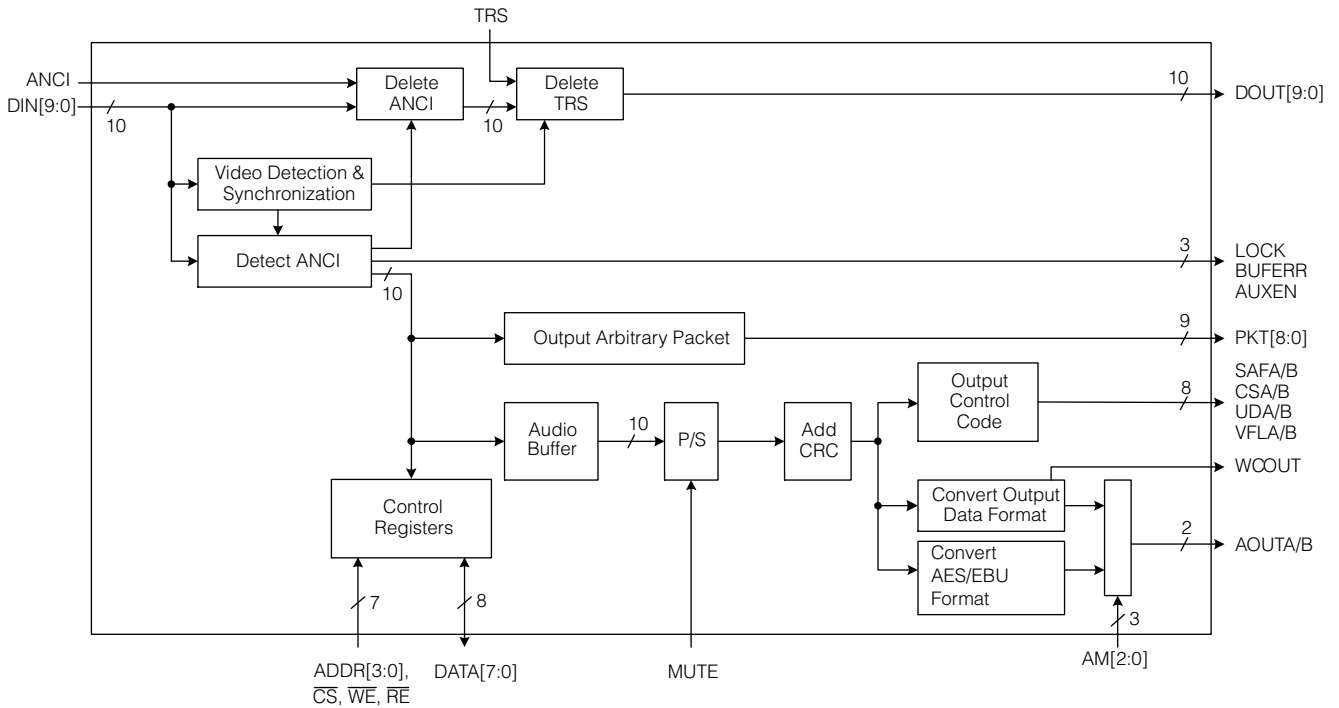 TRS
ANCI
DIN[9:0]
10
Delete
ANCI
10
Delete
TRS
10
DOUT[9:0]
Video Detection &
Synchronization
Detect ANCI
10
3
LOCK
BUFERR
AUXEN
Output Arbitrary Packet
9
PKT[8:0]
Audio
Buffer
10
P/S
Add
CRC
Output
Control
Code
8
SAFA/B
CSA/B
UDA/B
VFLA/B
WCOUT
Control
Registers
Convert Output
Data Format
Convert
AES/EBU
Format
2
AOUTA/B
7
8
3
ADDR[3:0],
CS, WE, RE
DATA[7:0]
MUTE
AM[2:0]